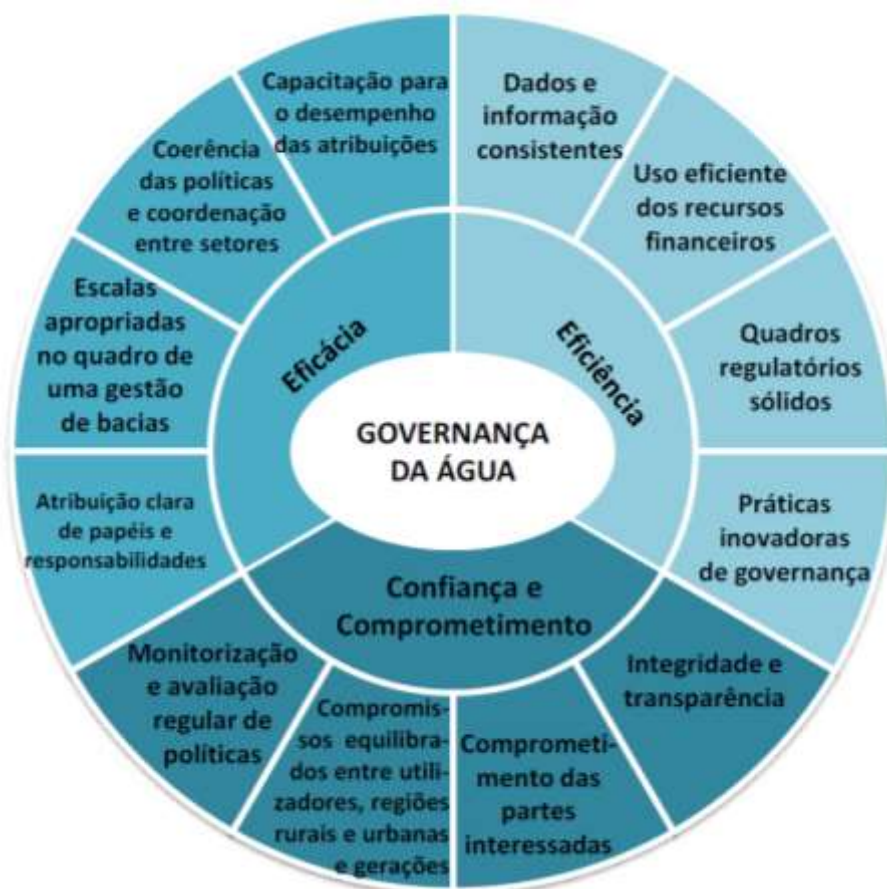 Capacitação para
o desempenho
das atribuições
Dados e
informação
consistentes
Coerência
das políticas
e coordenação
entre setores
Uso eficiente
dos recursos
financeiros
Escalas
apropriadas
no quadro de
uma gestão
de bacias
Eficácia
Eficiência
Quadros
regulatórios
sólidos
GOVERNANÇA
DA ÁGUA
Atribuição clara
de papéis e
responsabilidades
Práticas
inovadoras
de governança
Confiança e
Comprometimento
Monitorização
e avaliação
regular de
políticas
Integridade e
transparência
Compromis-
sos equilibra-
dos entre utili-
zadores, regiões
rurais e urbanas
e gerações
Comprometi-
mento das
partes
interessadas